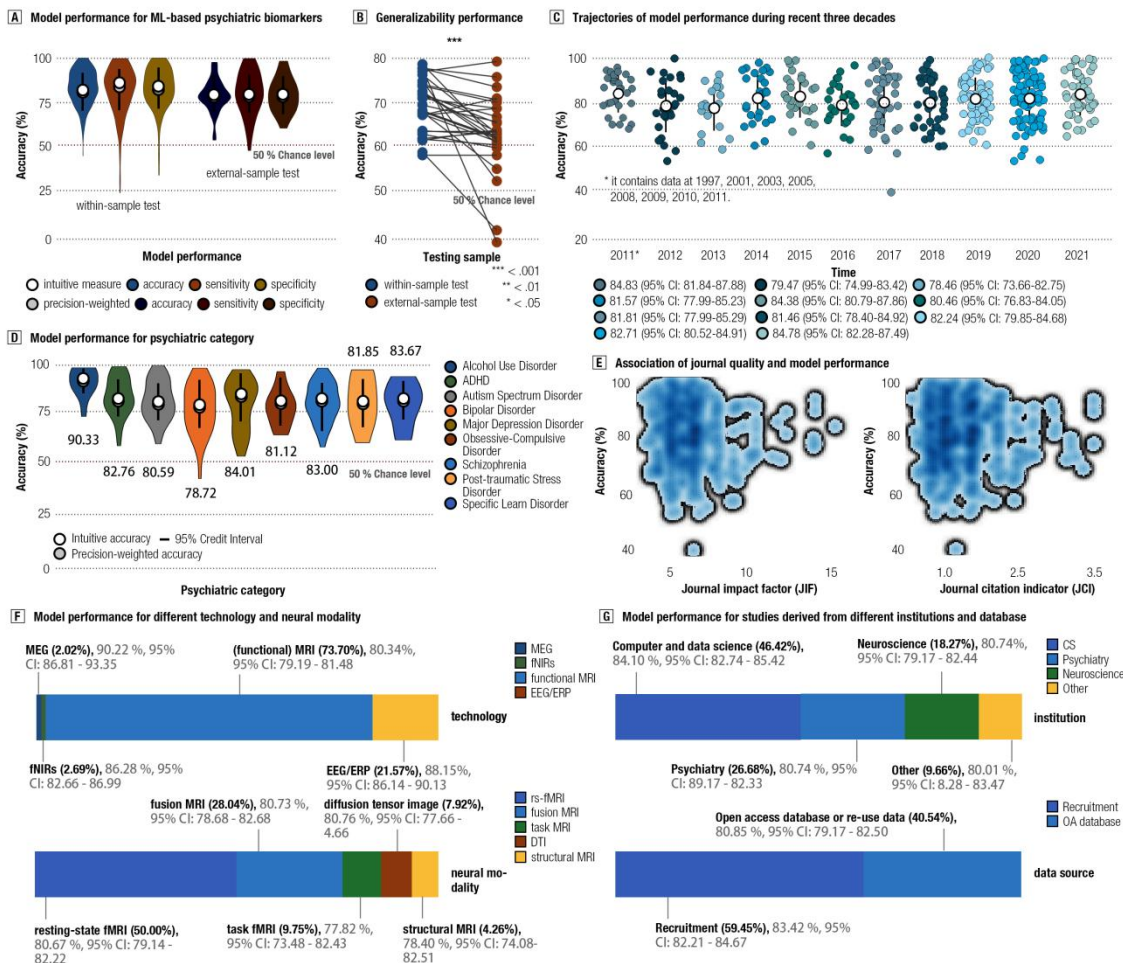 A Model performance for ML-based psychiatric biomarkers
100
75
50
25
0
Accuracy (%)
50 % Chance level
external-sample test
within-sample test
Model performance
intuitive measure accuracy sensitivity specificity
precision-weighted accuracy sensitivity specificity
B Generalizability performance
***
80
70
60
50
40
Accuracy (%)
50 % Chance level
Testing sample
*** < .001
within-sample test ** < .01
external-sample test * < .05
C Trajectories of model performance during recent three decades
100
80
60
40
20
Accuracy (%)
* it contains data at 1997, 2001, 2003, 2005,
2008, 2009, 2010, 2011.
2011* 2012 2013 2014 2015 2016 2017 2018 2019 2020 2021
Time
84.83 (95% CI: 81.84-87.88) 79.47 (95% CI: 74.99-83.42) 78.46 (95% CI: 73.66-82.75)
81.57 (95% CI: 77.99-85.23) 84.38 (95% CI: 80.79-87.86) 80.46 (95% CI: 76.83-84.05)
81.81 (95% CI: 77.99-85.29) 81.46 (95% CI: 78.40-84.92) 82.24 (95% CI: 79.85-84.68)
82.71 (95% CI: 80.52-84.91) 84.78 (95% CI: 82.28-87.49)
D Model performance for psychiatric category
100
75
50
25
0
Accuracy (%)
90.33
82.76
80.59
78.72
84.01
81.12
83.00
81.85
83.67
50 % Chance level
Alcohol Use Disorder
ADHD
Autism Spectrum Disorder
Bipolar Disorder
Major Depression Disorder
Obsessive-Compulsive
Disorder
Schizophrenia
Post-traumatic Stress
Disorder
Specific Learn Disorder
Intuitive accuracy 95% Credit Interval
Precision-weighted accuracy
Psychiatric category
E Association of journal quality and model performance
100
80
60
40
Accuracy (%)
5 10 15
Journal impact factor (JIF)
100
80
60
40
Accuracy (%)
1.0 2.5 3.5
Journal citation indicator (JCI)
F Model performance for different technology and neural modality
MEG (2.02%), 90.22 %, 95%
CI: 86.81 - 93.35
(functional) MRI (73.70%), 80.34%,
95% CI: 79.19 - 81.48
MEG
fNIRs
functional MRI
EEG/ERP
technology
fNIRs (2.69%), 86.28 %, 95%
CI: 82.66 - 86.99
EEG/ERP (21.57%), 88.15%,
95% CI: 86.14 - 90.13
fusion MRI (28.04%), 80.73 %,
95% CI: 78.68 - 82.68
diffusion tensor image (7.92%),
80.76 %, 95% CI: 77.66 -
4.66
rs-fMRI
fusion MRI
task MRI
DTI
structural MRI
neural mo-
dality
resting-state fMRI (50.00%),
80.67 %, 95% CI: 79.14 -
82.22
task fMRI (9.75%), 77.82 %,
95% CI: 73.48 - 82.43
structural MRI (4.26%),
78.40 %, 95% CI: 74.08-
82.51
G Model performance for studies derived from different institutions and database
Computer and data science (46.42%),
84.10 %, 95% CI: 82.74 - 85.42
Neuroscience (18.27%), 80.74%,
95% CI: 79.17 - 82.44
CS
Psychiatry
Neuroscience
Other
institution
Psychiatry (26.68%), 80.74 %, 95%
CI: 89.17 - 82.33
Other (9.66%), 80.01 %,
95% CI: 8.28 - 83.47
Open access database or re-use data (40.54%),
80.85 %, 95% CI: 79.17 - 82.50
Recruitment
OA database
data source
Recruitment (59.45%), 83.42 %, 95%
CI: 82.21 - 84.67